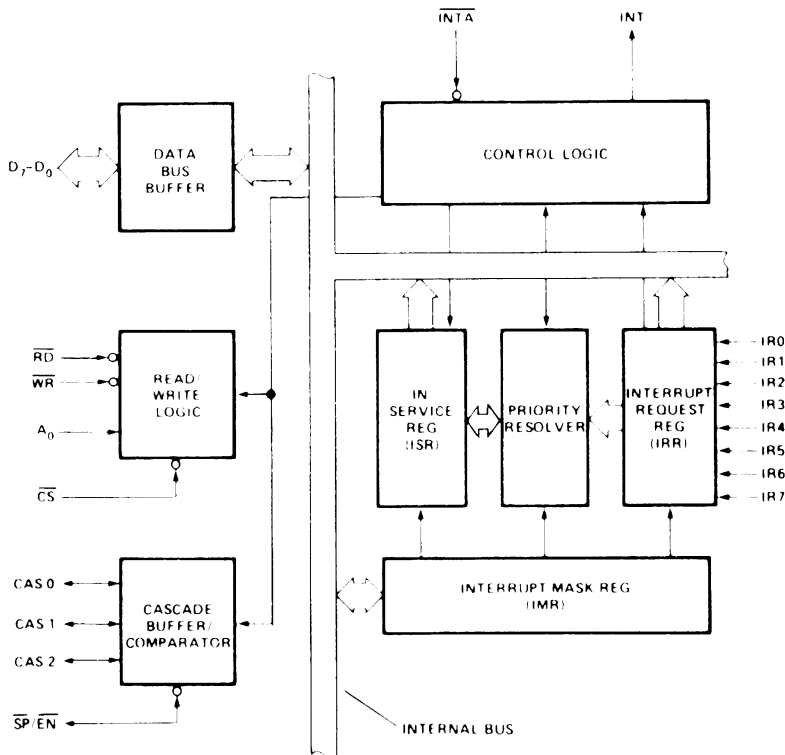 INTA INT
DATA
BUS
BUFFER
D7-D0
CONTROL LOGIC
RD
WR
A0
CS
READ/
WRITE
LOGIC
IN
SERVICE
REG
(ISR)
PRIORITY
RESOLVER
INTERRUPT
REQUEST
REG
(IRR)
IR0
IR1
IR2
IR3
IR4
IR5
IR6
IR7
CAS 0
CAS 1
CAS 2
CASCADE
BUFFER/
COMPARATOR
SP/EN
INTERRUPT MASK REG
(IMR)
INTERNAL BUS